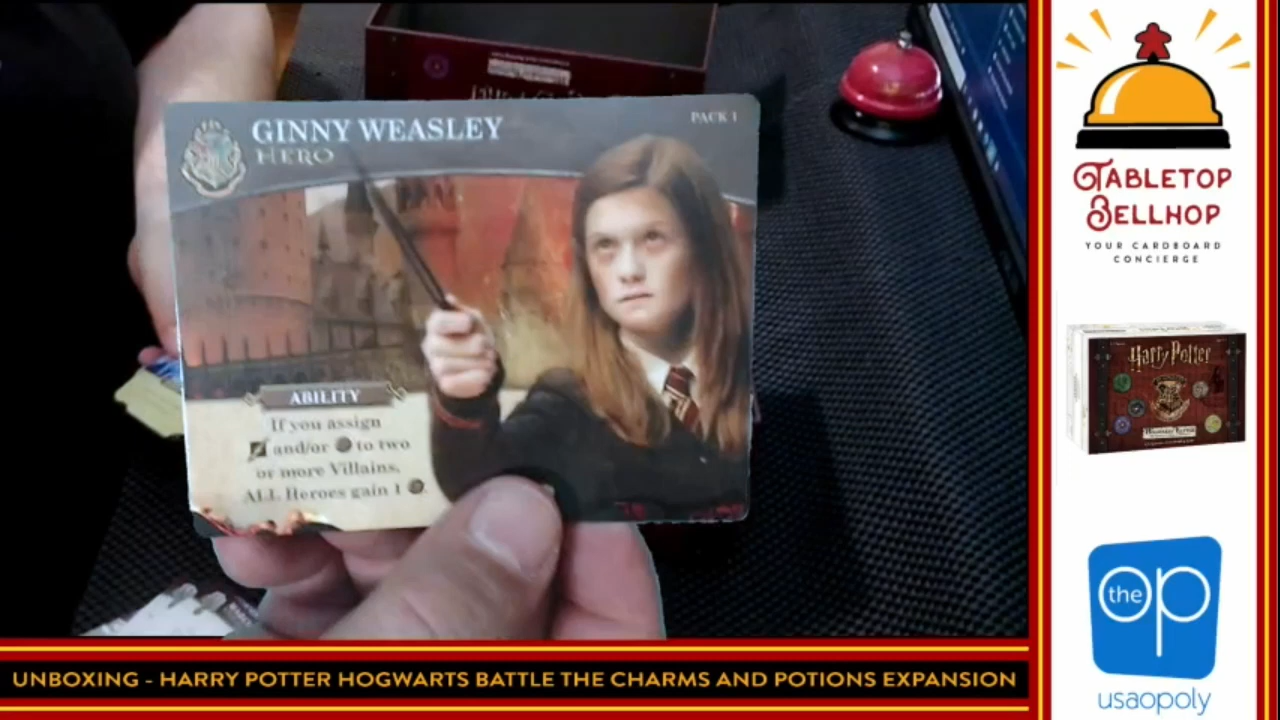 GINNY WEASLEY
HERO
PACK 1
ABILITY
If you assign
and/or to two
or more Villains,
ALL Heroes gain 1 .
TABLETOP
BELLHOP
YOUR CARDBOARD
CONCIERGE
Harry Potter
the op
usaopoly
UNBOXING - HARRY POTTER HOGWARTS BATTLE THE CHARMS AND POTIONS EXPANSION